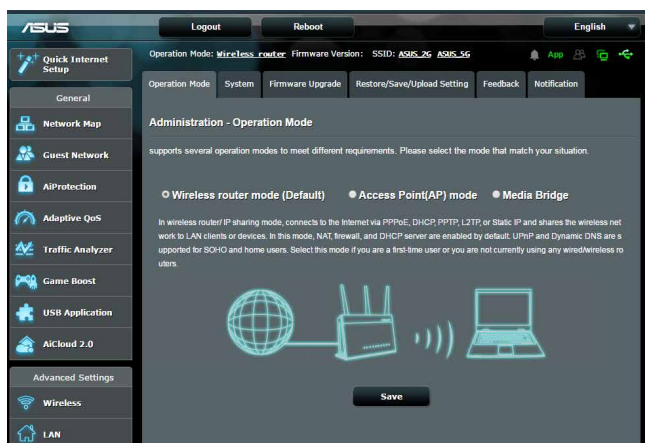 ASUS
Logout
Reboot
English
Quick Internet
Setup
General
Network Map
Guest Network
AiProtection
Adaptive QoS
Traffic Analyzer
Game Boost
USB Application
AiCloud 2.0
Advanced Settings
Wireless
LAN
Operation Mode: Wireless router Firmware Version: SSID: ASUS_2G ASUS_5G
App
Operation Mode
System
Firmware Upgrade
Restore/Save/Upload Setting
Feedback
Notification
Administration - Operation Mode
supports several operation modes to meet different requirements. Please select the mode that match your situation.
Wireless router mode (Default)
Access Point(AP) mode
Media Bridge
In wireless router/ IP sharing mode, connects to the Internet via PPPoE, DHCP, PPTP, L2TP, or Static IP and shares the wireless net
work to LAN clients or devices. In this mode, NAT, firewall, and DHCP server are enabled by default. UPn
P and Dynamic DNS are s
upported for SOHO and home users. Select this mode if you are a first-time user or you are not currently using any wired/wireless ro
uters.
Save